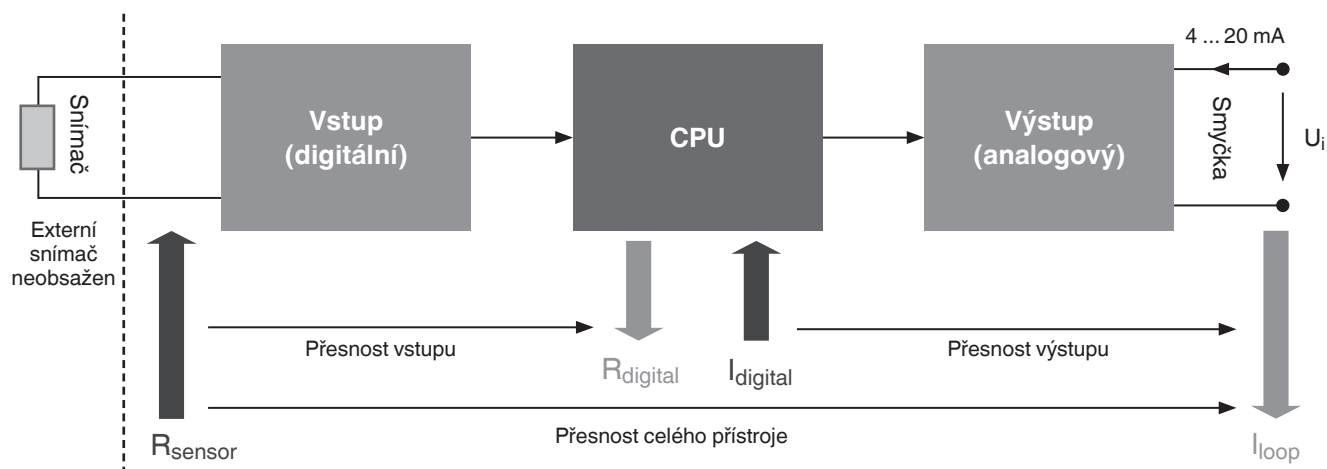 4 ... 20 mA
Snímač
Vstup
(digitální)
CPU
Výstup
(analogový)
Smyčka
Ui
Externí
snímač
neobsažen
Přesnost vstupu
Přesnost výstupu
Rdigital
Idigital
Přesnost celého přístroje
Rsensor
Iloop